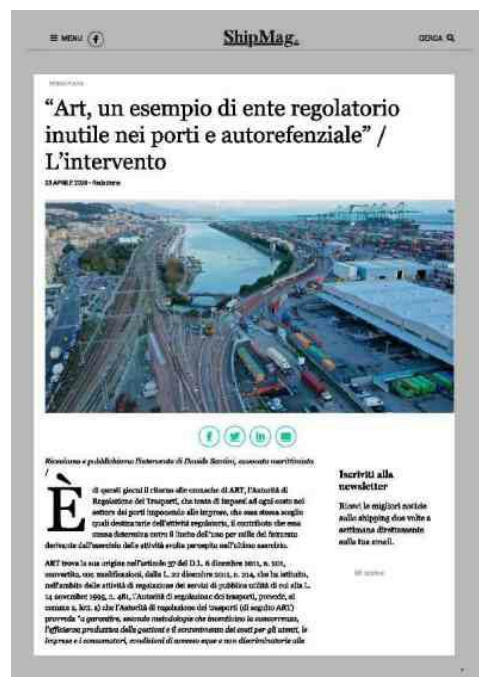 ≡ MENU
ShipMag.
CERCA
“Art, un esempio di ente regolatorio
inutile nei porti e autorefenziale” /
L’intervento
Riceviamo e pubblichiamo l’intervento di Davide Santini, avvocato marittimista
/
È di questi giorni il ritorno alle cronache di ART, l’Autorità di
Regolazione dei Trasporti, che tenta di imporsi ad ogni costo nel
settore dei porti imponendo alle imprese, che essa stessa sceglie
quali destinatarie dell’attività regolatoria, il contributo che essa
stessa determina entro il limite dell’uno per mille del fatturato
derivante dall’esercizio delle attività svolte percepito nell’ultimo esercizio.
ART trova la sua origine nell’articolo 37 del D.L. 6 dicembre 2011, n. 201,
convertito, con modificazioni, dalla L. 22 dicembre 2011, n. 214, che ha istituito,
nell’ambito delle attività di regolazione dei servizi di pubblica utilità di cui alla L.
14 novembre 1995, n. 481, l’Autorità di regolazione dei trasporti, prevede, al
comma 2, lett. a) che l’Autorità di regolazione dei trasporti (di seguito ART)
provveda “a garantire, secondo metodologie che incentivino la concorrenza,
l’efficienza produttiva delle gestioni e il contenimento dei costi per gli utenti, le
imprese e i consumatori, condizioni di accesso eque e non discriminatorie alle
Iscriviti alla
newsletter
Ricevi le migliori notizie
sullo shipping due volte a
settimana direttamente
sulla tua email.